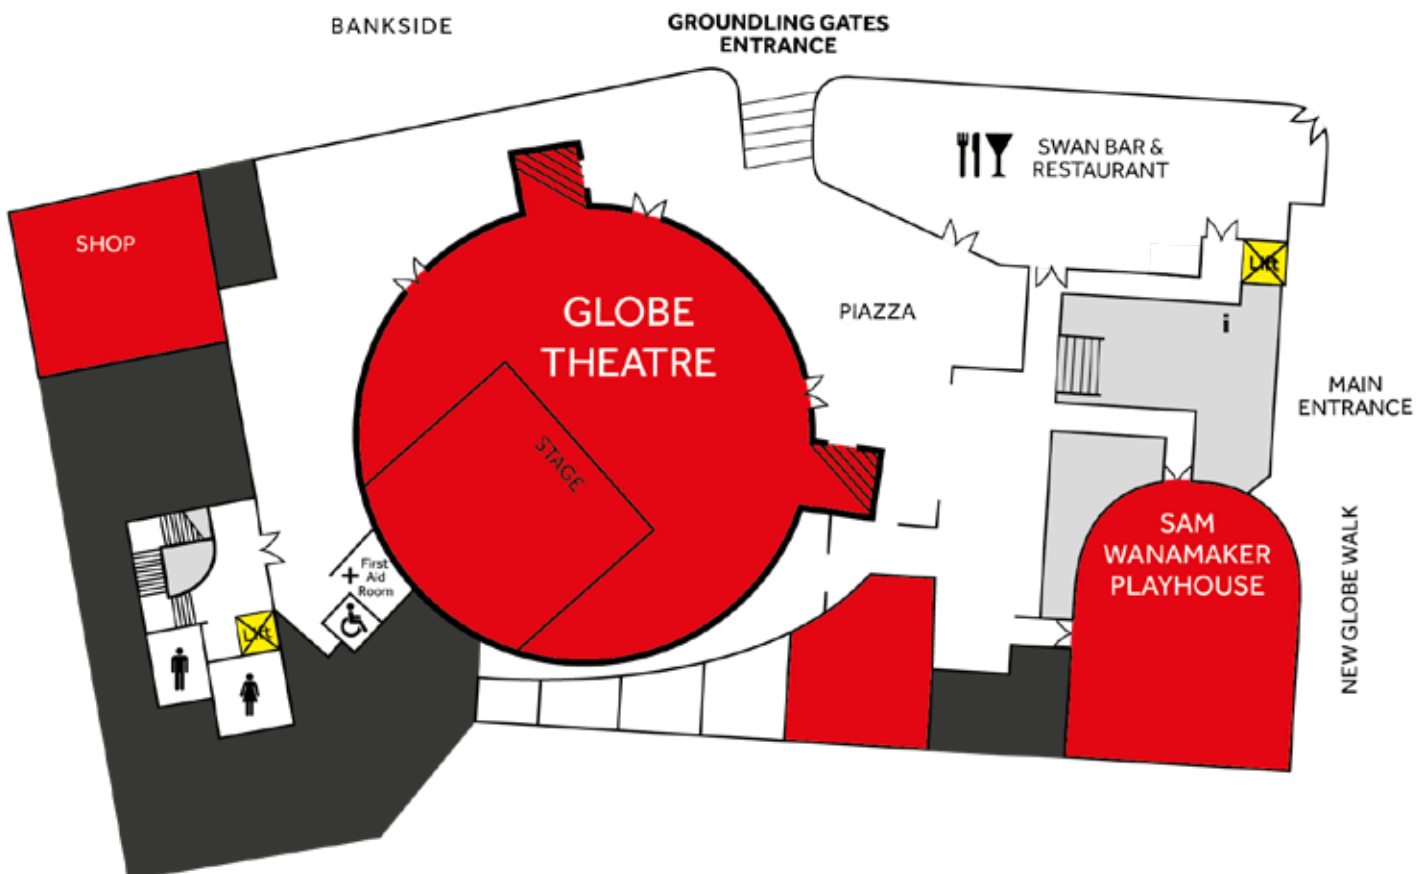 BANKSIDE
GROUNDLING GATES
ENTRANCE
SWAN BAR &
RESTAURANT
SHOP
Lift
GLOBE
THEATRE
PIAZZA
i
MAIN
ENTRANCE
STAGE
SAM
WANAMAKER
PLAYHOUSE
NEW GLOBE WALK
First
Aid
Room
Lift